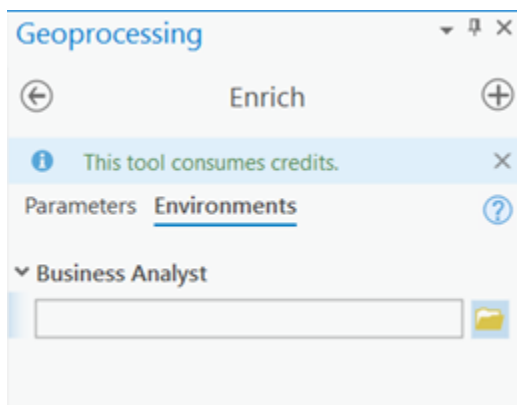 Geoprocessing
Enrich
This tool consumes credits.
Parameters Environments
Business Analyst